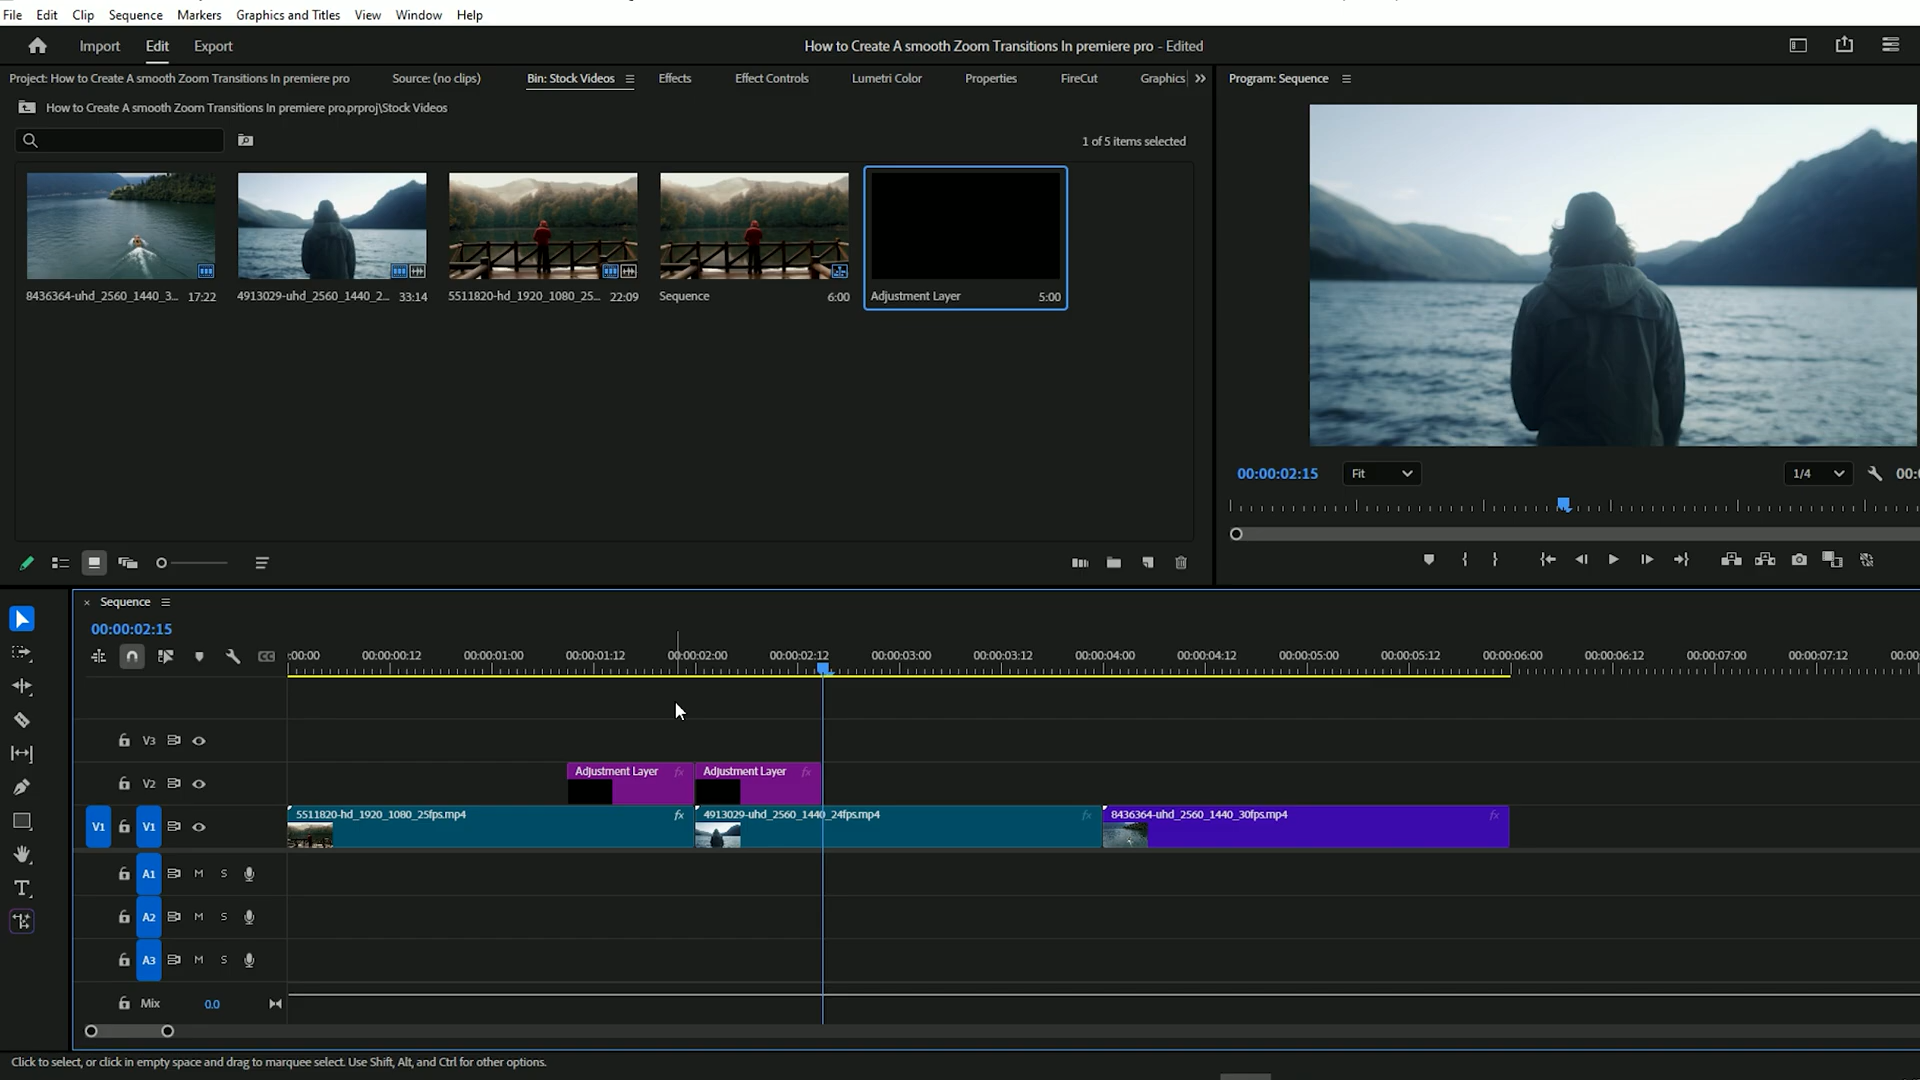 File Edit Clip Sequence Markers Graphics and Titles View Window Help
Import Edit Export How to Create A smooth Zoom Transitions In premiere pro - Edited
Project: How to Create A smooth Zoom Transitions In premiere pro Source: (no clips) Bin: Stock Videos Effects Effect Controls Lumetri Color Properties FireCut Graphics Program: Sequence
How to Create A smooth Zoom Transitions In premiere pro.prproj\Stock Videos
1 of 5 items selected
8436364-uhd_2560_1440_3... 17:22 4913029-uhd_2560_1440_2... 33:14 5511820-hd_1920_1080_25... 22:09 Sequence 6:00 Adjustment Layer 5:00
00:00:02:15 Fit 1/4 00:
Sequence
00:00:02:15
:00:00 00:00:00:12 00:00:01:00 00:00:01:12 00:00:02:00 00:00:02:12 00:00:03:00 00:00:03:12 00:00:04:00 00:00:04:12 00:00:05:00 00:00:05:12 00:00:06:00 00:00:06:12 00:00:07:00 00:00:07:12 00:00
CC
V3
V2 Adjustment Layer fx Adjustment Layer fx
V1 V1 5511820-hd_1920_1080_25fps.mp4 fx 4913029-uhd_2560_1440_24fps.mp4 fx 8436364-uhd_2560_1440_30fps.mp4 fx
A1 M S
A2 M S
A3 M S
Mix 0.0
Click to select, or click in empty space and drag to marquee select. Use Shift, Alt, and Ctrl for other options.